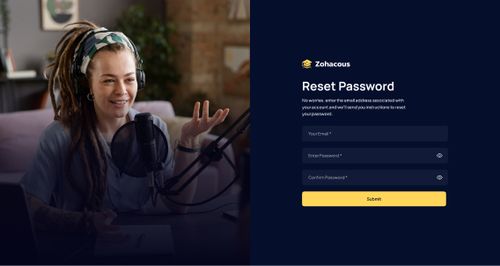 Zohacous
Reset Password
No worries, enter the email address associated with
your account and we'll send you instructions to reset
your password.
Your Email *
Enter Password *
Confirm Password *
Submit